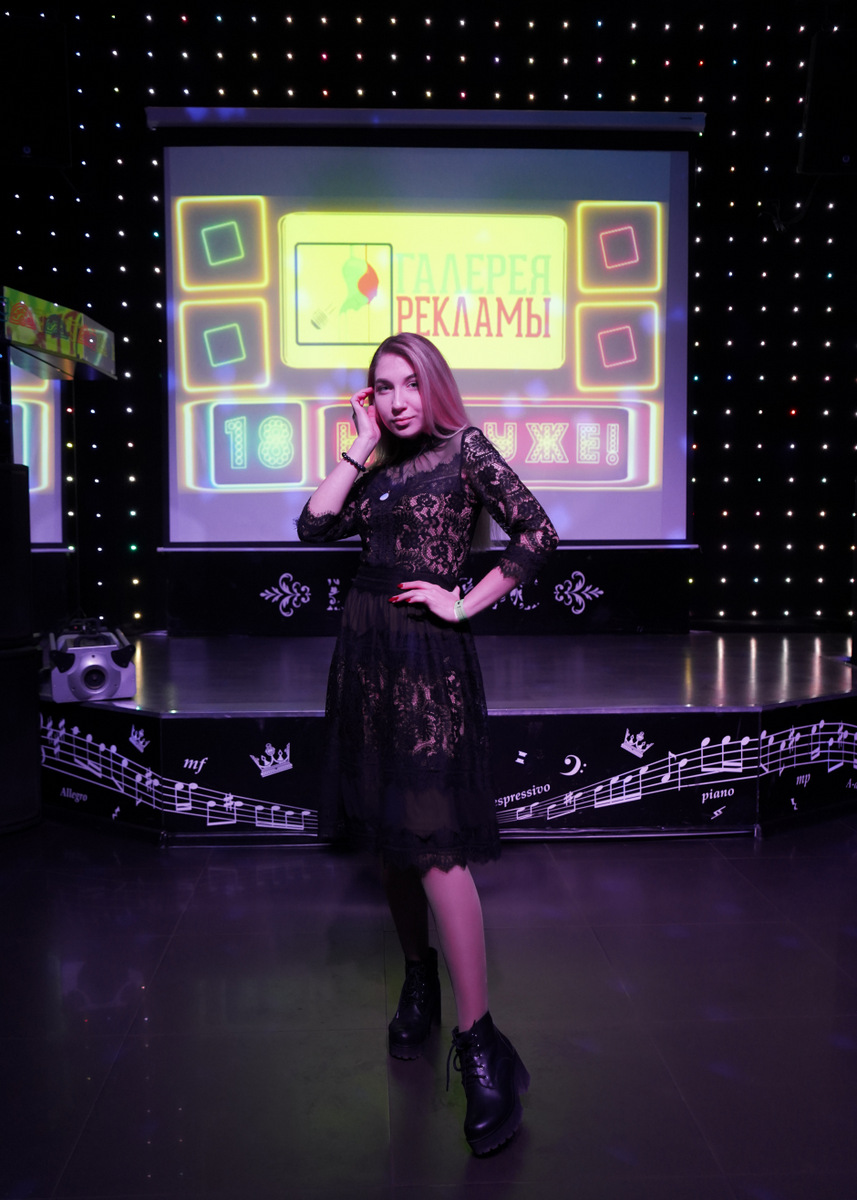 ГАЛЕРЕЯ
РЕКЛАМЫ
18
УЖЕ!
mf
Allegro
espressivo
piano
mp